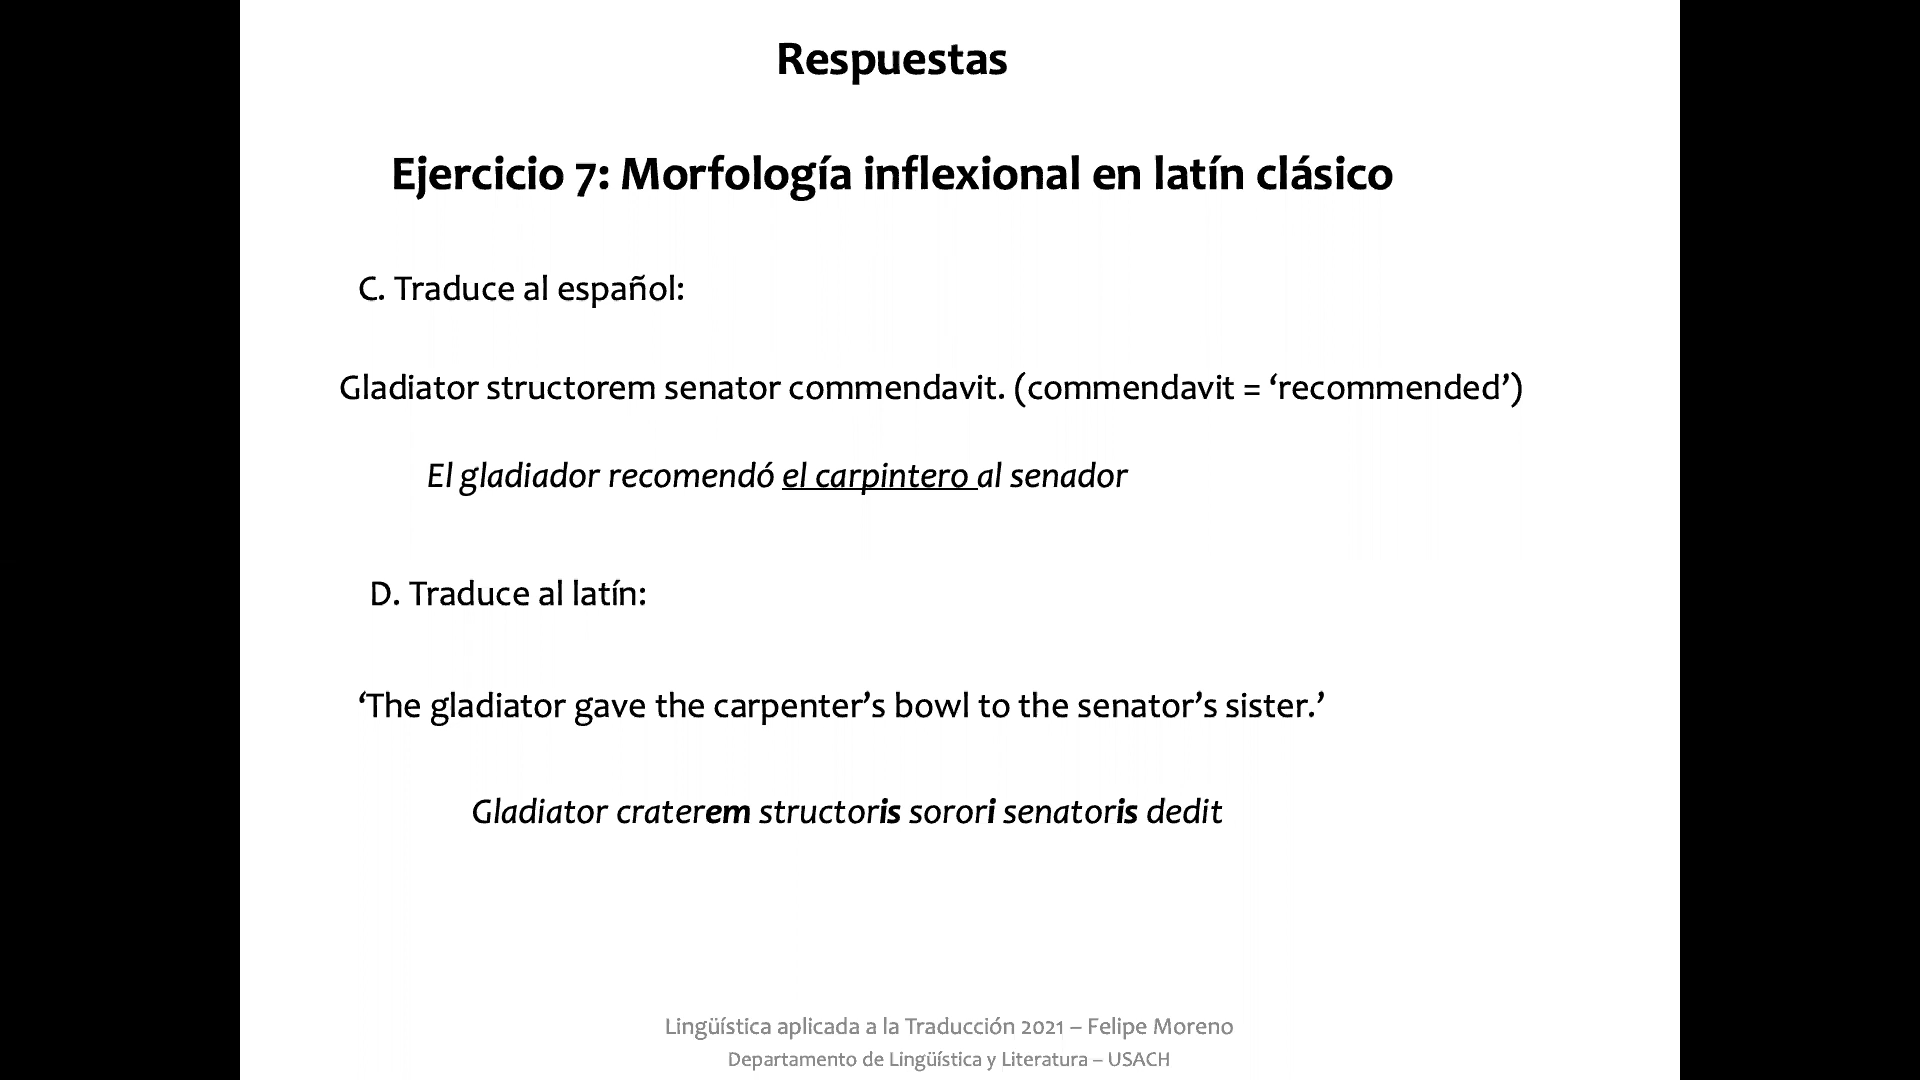 Respuestas
Ejercicio 7: Morfología inflexional en latín clásico
C. Traduce al español:
Gladiator structorem senator commendavit. (commendavit = ‘recommended’)
El gladiador recomendó el carpintero al senador
D. Traduce al latín:
‘The gladiator gave the carpenter’s bowl to the senator’s sister.’
Gladiator craterem structoris sorori senatoris dedit
Lingüística aplicada a la Traducción 2021 – Felipe Moreno
Departamento de Lingüística y Literatura – USACH